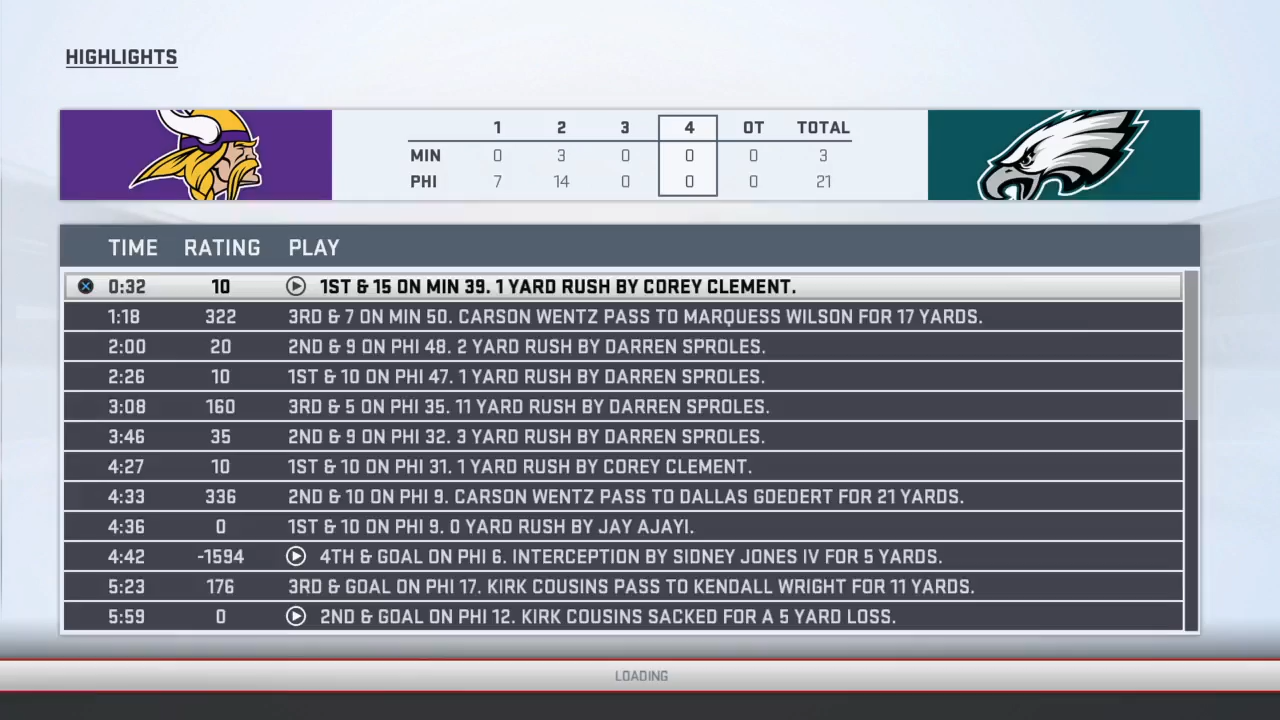 HIGHLIGHTS
1 2 3 4 OT TOTAL
MIN 0 3 0 0 0 3
PHI 7 14 0 0 0 21
TIME RATING PLAY
0:32 10 1ST & 15 ON MIN 39. 1 YARD RUSH BY COREY CLEMENT.
1:18 322 3RD & 7 ON MIN 50. CARSON WENTZ PASS TO MARQUESS WILSON FOR 17 YARDS.
2:00 20 2ND & 9 ON PHI 48. 2 YARD RUSH BY DARREN SPROLES.
2:26 10 1ST & 10 ON PHI 47. 1 YARD RUSH BY DARREN SPROLES.
3:08 160 3RD & 5 ON PHI 35. 11 YARD RUSH BY DARREN SPROLES.
3:46 35 2ND & 9 ON PHI 32. 3 YARD RUSH BY DARREN SPROLES.
4:27 10 1ST & 10 ON PHI 31. 1 YARD RUSH BY COREY CLEMENT.
4:33 336 2ND & 10 ON PHI 9. CARSON WENTZ PASS TO DALLAS GOEDERT FOR 21 YARDS.
4:36 0 1ST & 10 ON PHI 9. 0 YARD RUSH BY JAY AJAYI.
4:42 -1594 4TH & GOAL ON PHI 6. INTERCEPTION BY SIDNEY JONES IV FOR 5 YARDS.
5:23 176 3RD & GOAL ON PHI 17. KIRK COUSINS PASS TO KENDALL WRIGHT FOR 11 YARDS.
5:59 0 2ND & GOAL ON PHI 12. KIRK COUSINS SACKED FOR A 5 YARD LOSS.
LOADING